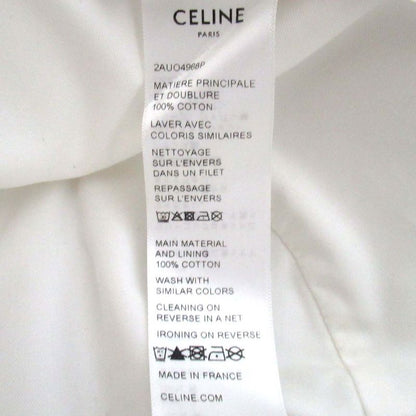 CELINE
PARIS
2AUO4968P
MATIERE PRINCIPALE
ET DOUBLURE
100% COTON
LAVER AVEC
COLORIS SIMILAIRES
NETTOYAGE
SUR L'ENVERS
DANS UN FILET
REPASSAGE
SUR L'ENVERS
MAIN MATERIAL
AND LINING
100% COTTON
WASH WITH
SIMILAR COLORS
CLEANING ON
REVERSE IN A NET
IRONING ON REVERSE
MADE IN FRANCE
CELINE.COM